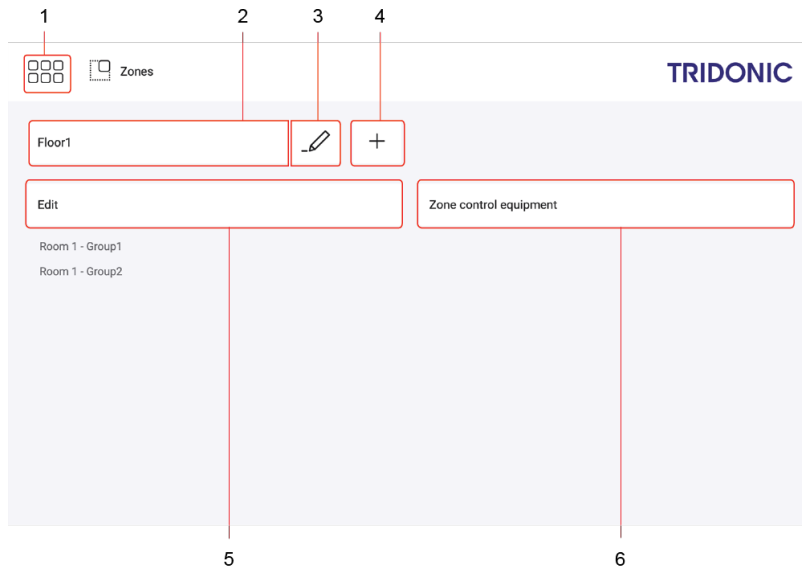 1 2 3 4
Zones TRIDONIC
Floor1
Edit Zone control equipment
Room 1 - Group1
Room 1 - Group2
5 6